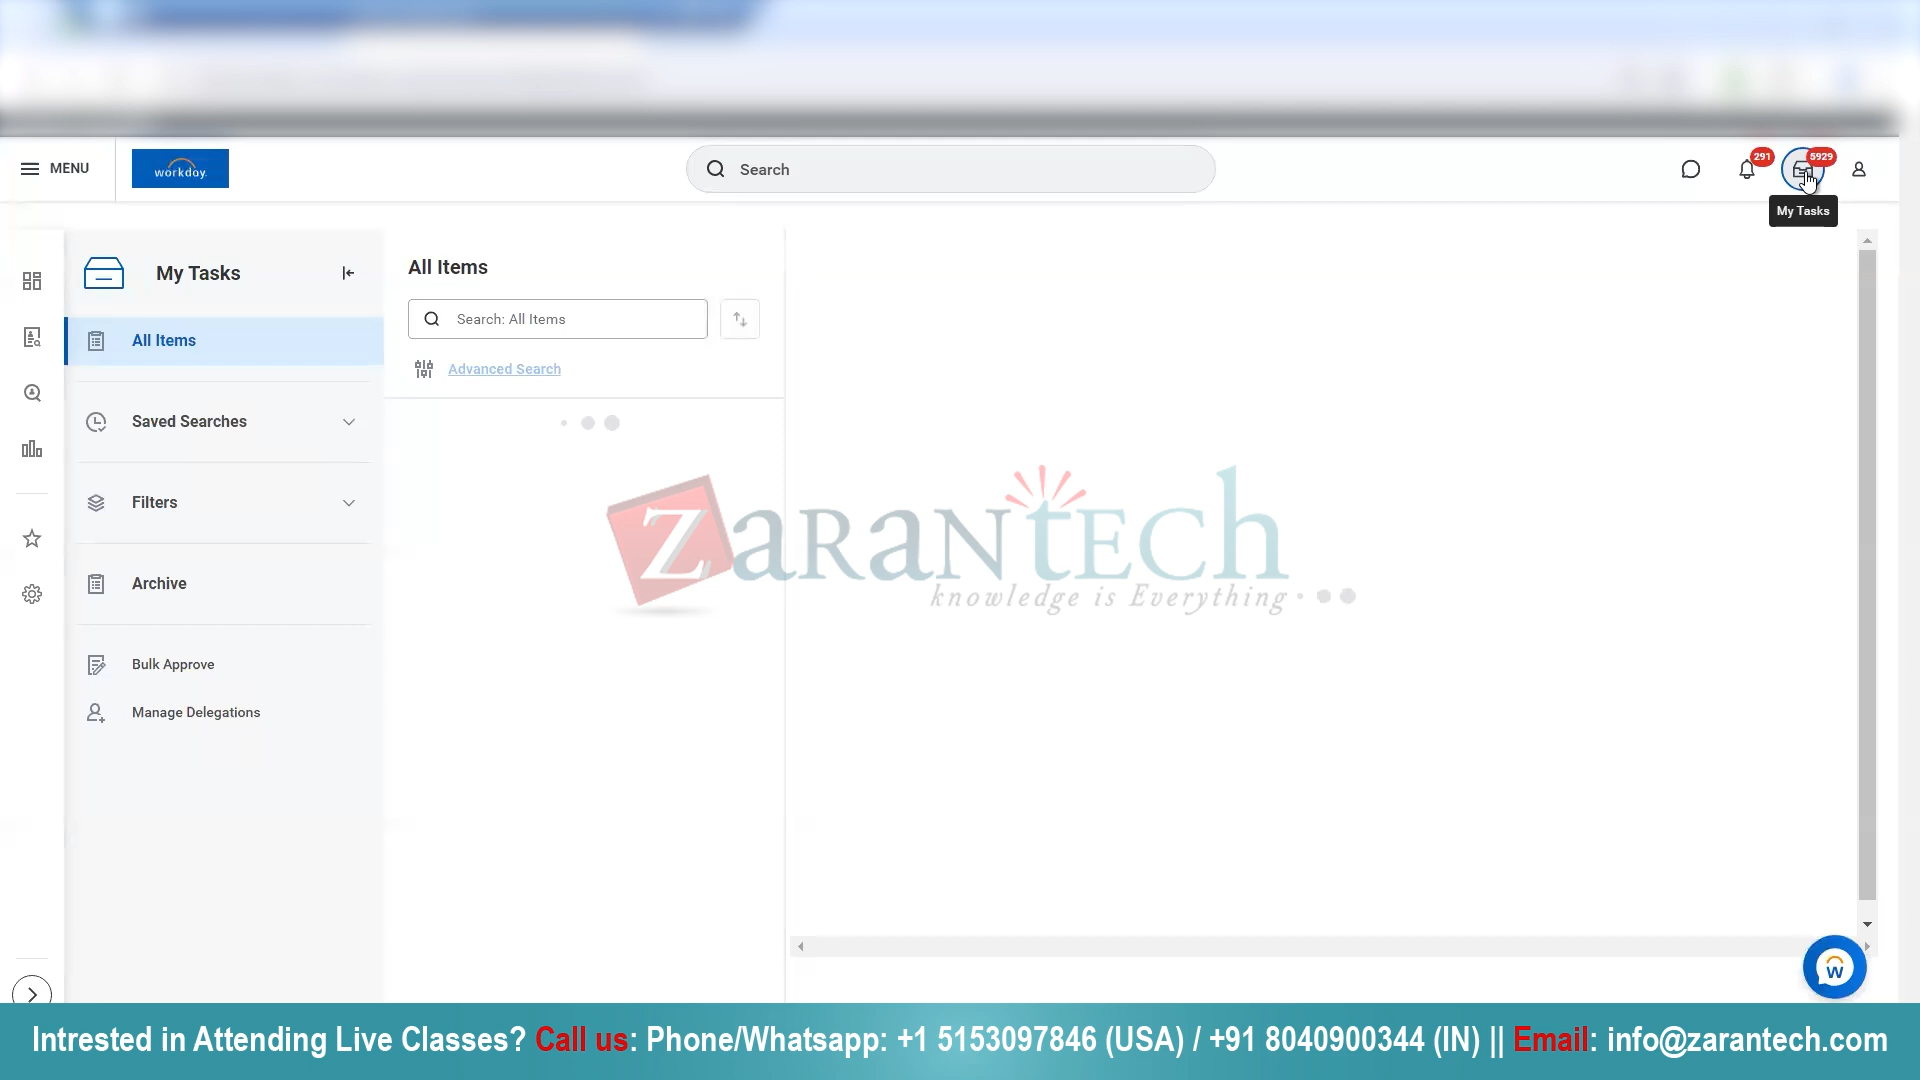 MENU
workday.
Search
291
5929
My Tasks
My Tasks
All Items
Saved Searches
Filters
Archive
Bulk Approve
Manage Delegations
All Items
Search: All Items
Advanced Search
ZaranTech
knowledge is Everything
W
Intrested in Attending Live Classes? Call us: Phone/Whatsapp: +1 5153097846 (USA) / +91 8040900344 (IN) || Email: info@zarantech.com